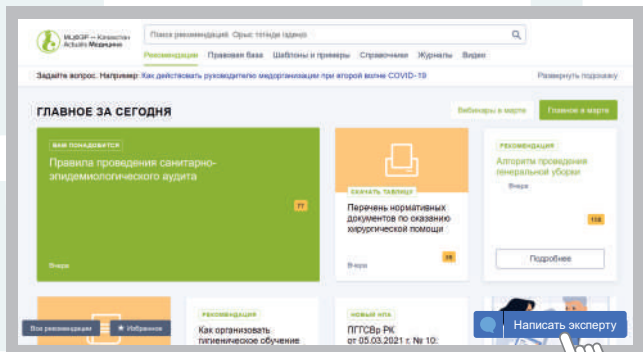 МЦФЭР – Казахстан
Actualis Медицина
Поиск рекомендаций. Орыс тілінде іздеңіз
Рекомендации Правовая база Шаблоны и примеры Справочники Журналы Видео
Задайте вопрос. Например: Как действовать руководителю медорганизации при второй волне COVID-19
Развернуть подсказку
ГЛАВНОЕ ЗА СЕГОДНЯ
Вебинары в марте
Главное в марте
ВАМ ПОНАДОБИТСЯ
Правила проведения санитарно-
эпидемиологического аудита
77
Вчера
СКАЧАТЬ ТАБЛИЦУ
Перечень нормативных
документов по оказанию
хирургической помощи
Вчера
РЕКОМЕНДАЦИЯ
Алгоритм проведения
генеральной уборки
Вчера
138
Подробнее
РЕКОМЕНДАЦИЯ
Как организовать
гигиеническое обучение
НОВЫЙ НПА
ПГГСВр РК
от 05.03.2021 г. № 10:
Все рекомендации
Избранное
Написать эксперту